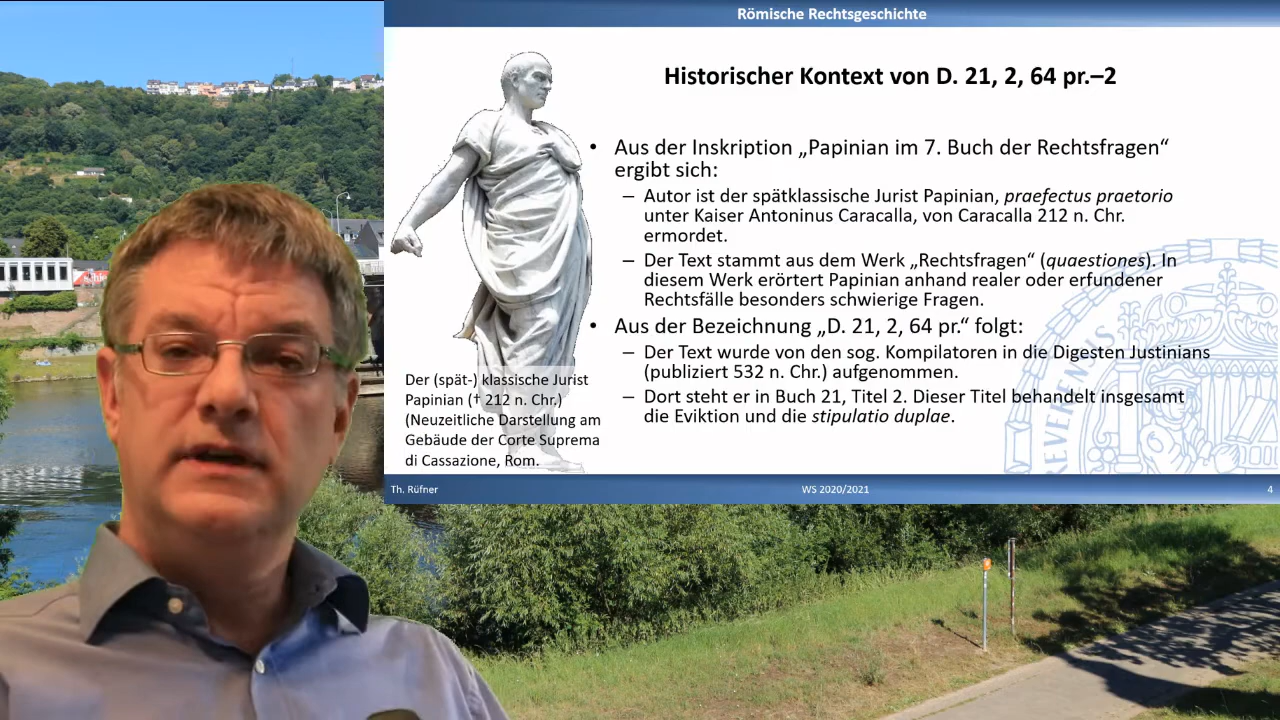 Römische Rechtsgeschichte
Historischer Kontext von D. 21, 2, 64 pr.–2
• Aus der Inskription „Papinian im 7. Buch der Rechtsfragen“
ergibt sich:
– Autor ist der spätklassische Jurist Papinian, praefectus praetorio
unter Kaiser Antoninus Caracalla, von Caracalla 212 n. Chr.
ermordet.
– Der Text stammt aus dem Werk „Rechtsfragen“ (quaestiones). In
diesem Werk erörtert Papinian anhand realer oder erfundener
Rechtsfälle besonders schwierige Fragen.
• Aus der Bezeichnung „D. 21, 2, 64 pr.“ folgt:
– Der Text wurde von den sog. Kompilatoren in die Digesten Justinians
(publiziert 532 n. Chr.) aufgenommen.
– Dort steht er in Buch 21, Titel 2. Dieser Titel behandelt insgesamt
die Eviktion und die stipulatio duplae.
Der (spät-) klassische Jurist
Papinian († 212 n. Chr.)
(Neuzeitliche Darstellung am
Gebäude der Corte Suprema
di Cassazione, Rom.
Th. Rüfner
WS 2020/2021
4